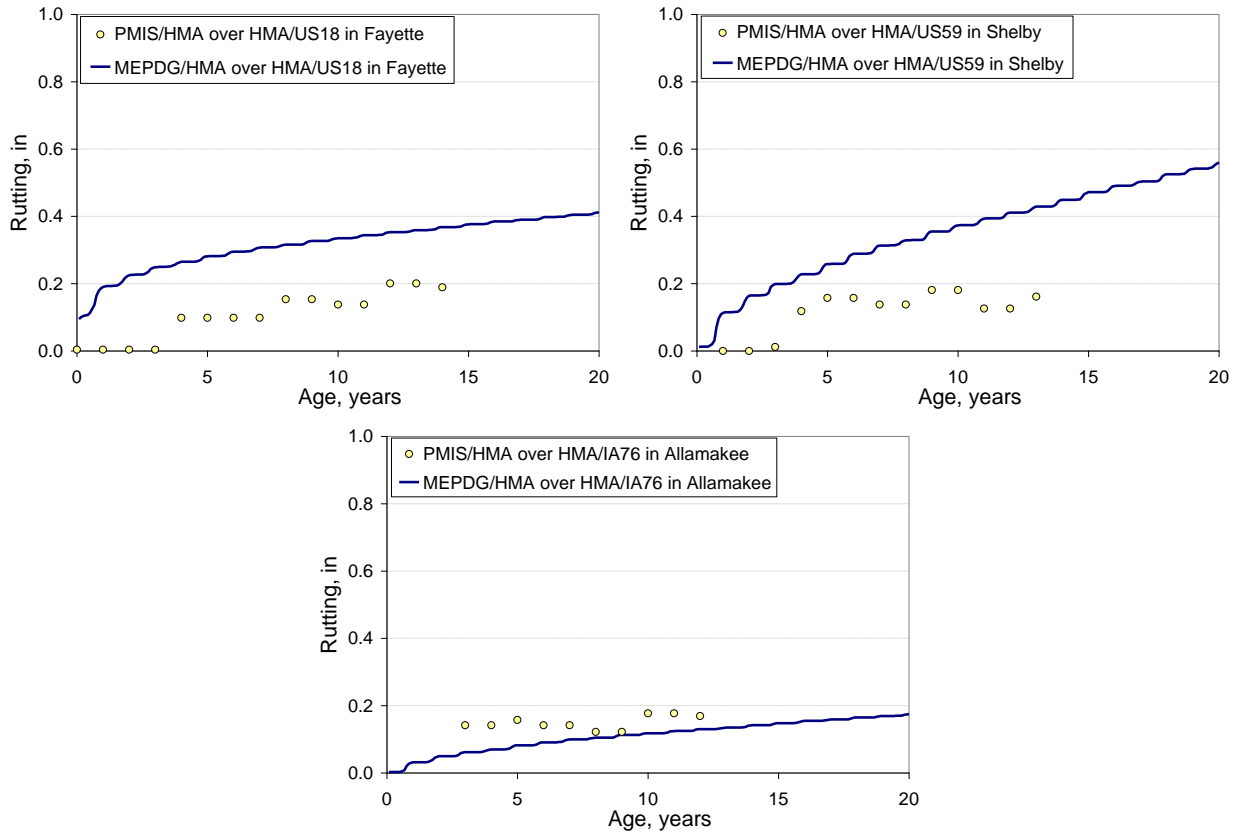 PMIS/HMA over HMA/US18 in Fayette
MEPDG/HMA over HMA/US18 in Fayette
Rutting, in
1.0
0.8
0.6
0.4
0.2
0.0
0 5 10 15 20
Age, years
PMIS/HMA over HMA/US59 in Shelby
MEPDG/HMA over HMA/US59 in Shelby
Rutting, in
1.0
0.8
0.6
0.4
0.2
0.0
0 5 10 15 20
Age, years
PMIS/HMA over HMA/IA76 in Allamakee
MEPDG/HMA over HMA/IA76 in Allamakee
Rutting, in
1.0
0.8
0.6
0.4
0.2
0.0
0 5 10 15 20
Age, years